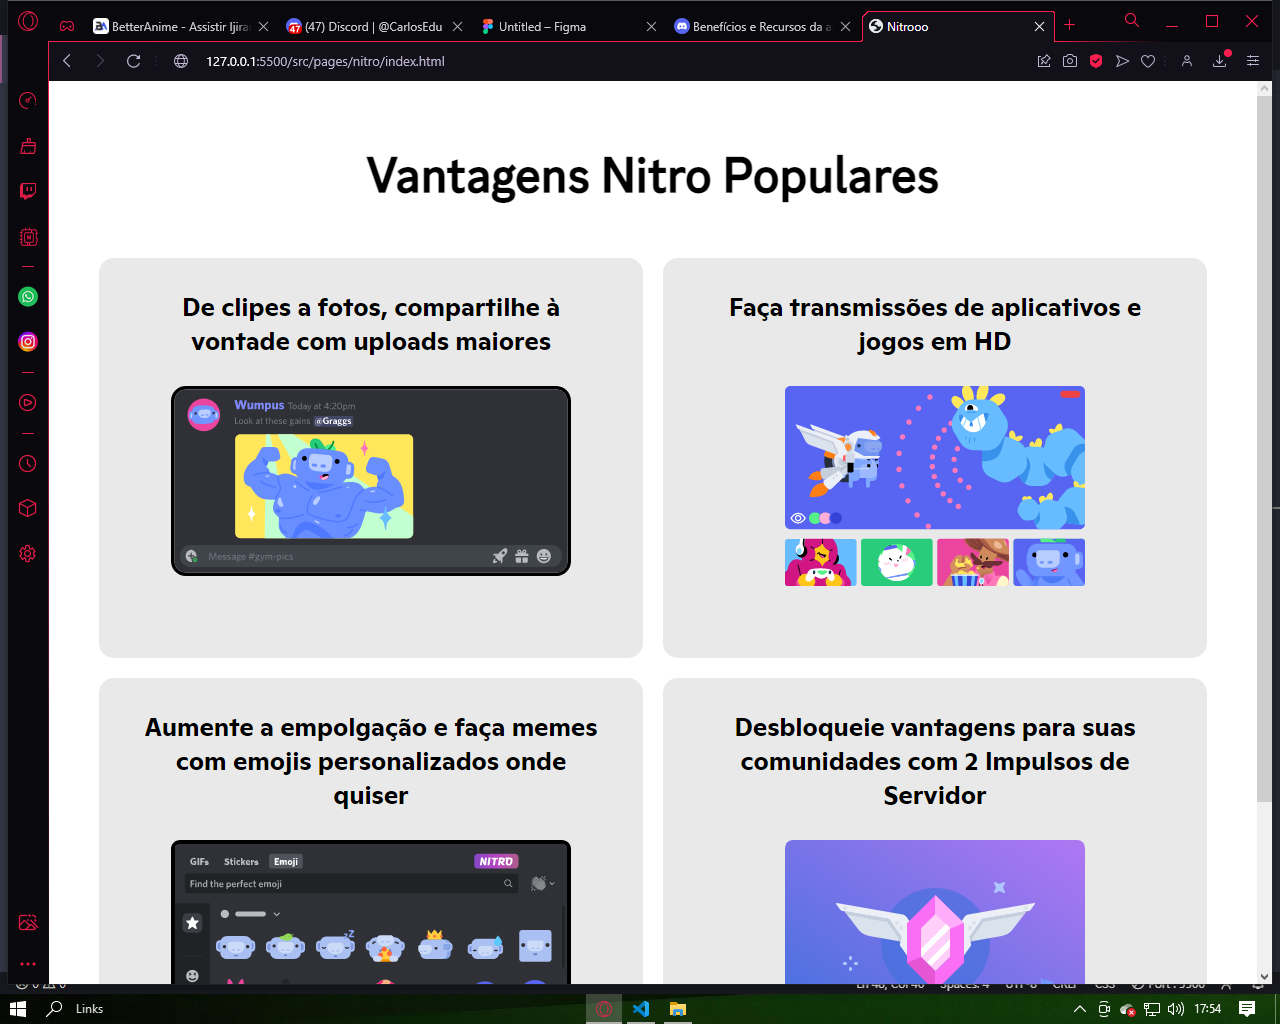 BetterAnime - Assistir Ijira
(47) Discord | @CarlosEdu
Untitled – Figma
Benefícios e Recursos da a
Nitrooo
127.0.0.1:5500/src/pages/nitro/index.html
Vantagens Nitro Populares
De clipes a fotos, compartilhe à
vontade com uploads maiores
Wumpus Today at 4:20pm
Look at these gains @Graggs
Message #gym-pics
Faça transmissões de aplicativos e
jogos em HD
Aumente a empolgação e faça memes
com emojis personalizados onde
quiser
GIFs Stickers Emoji NITRO
Find the perfect emoji
Desbloqueie vantagens para suas
comunidades com 2 Impulsos de
Servidor
Links
17:54